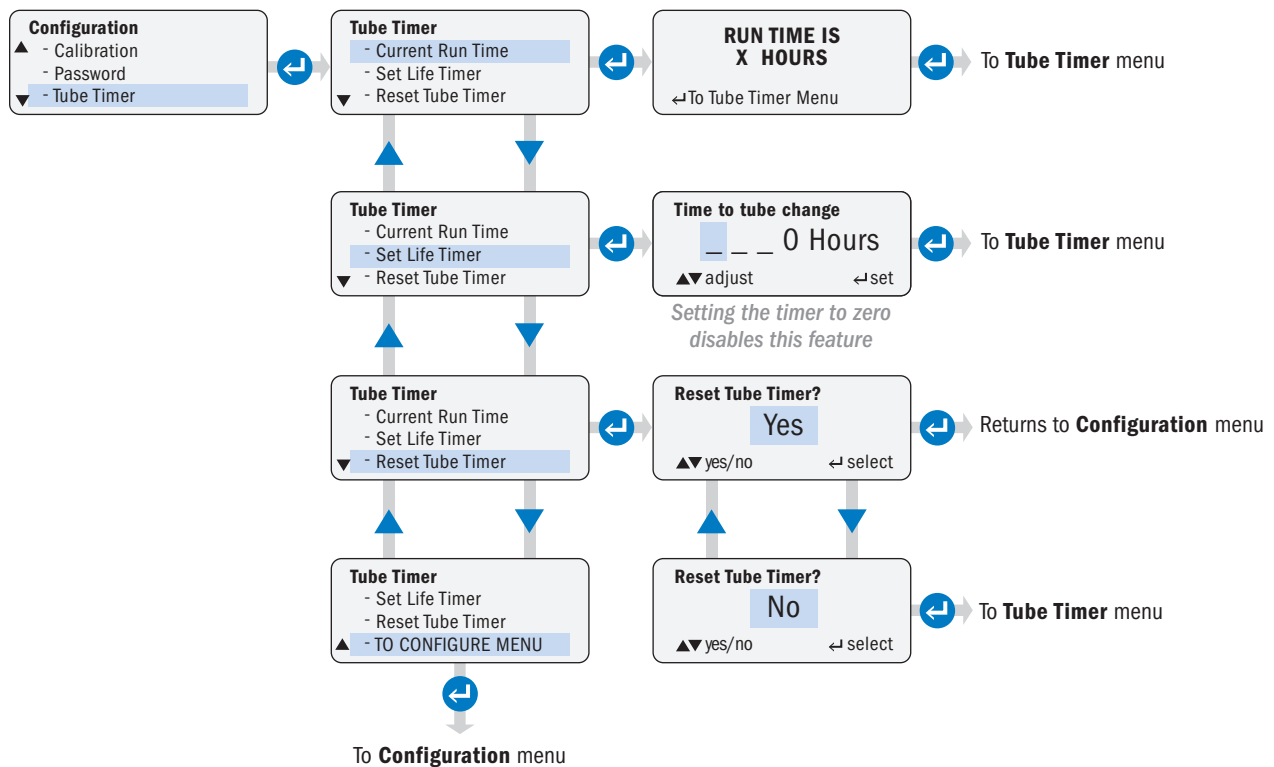 Configuration
- Calibration
- Password
- Tube Timer
Tube Timer
- Current Run Time
- Set Life Timer
- Reset Tube Timer
RUN TIME IS
X HOURS
↵To Tube Timer Menu
To Tube Timer menu
Tube Timer
- Current Run Time
- Set Life Timer
- Reset Tube Timer
Time to tube change
_ _ _ 0 Hours
▲▼ adjust ↵ set
Setting the timer to zero
disables this feature
To Tube Timer menu
Tube Timer
- Current Run Time
- Set Life Timer
- Reset Tube Timer
Reset Tube Timer?
Yes
▲▼ yes/no ↵ select
Returns to Configuration menu
Tube Timer
- Set Life Timer
- Reset Tube Timer
- TO CONFIGURE MENU
Reset Tube Timer?
No
▲▼ yes/no ↵ select
To Tube Timer menu
To Configuration menu